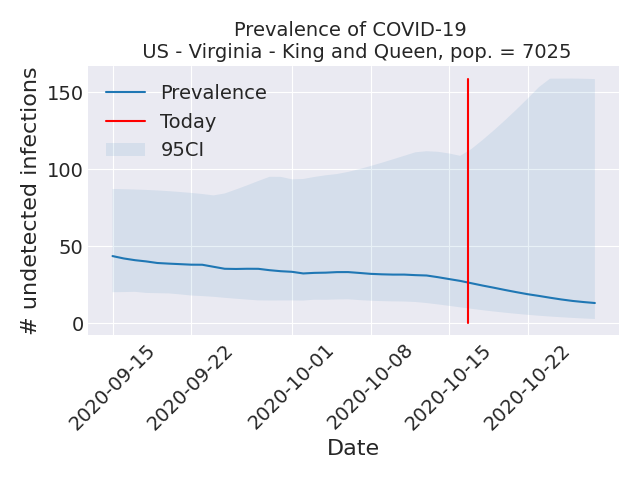 Prevalence of COVID-19
US - Virginia - King and Queen, pop. = 7025
# undetected infections
150
100
50
0
Prevalence
Today
95CI
2020-09-15
2020-09-22
2020-10-01
2020-10-08
2020-10-15
2020-10-22
Date